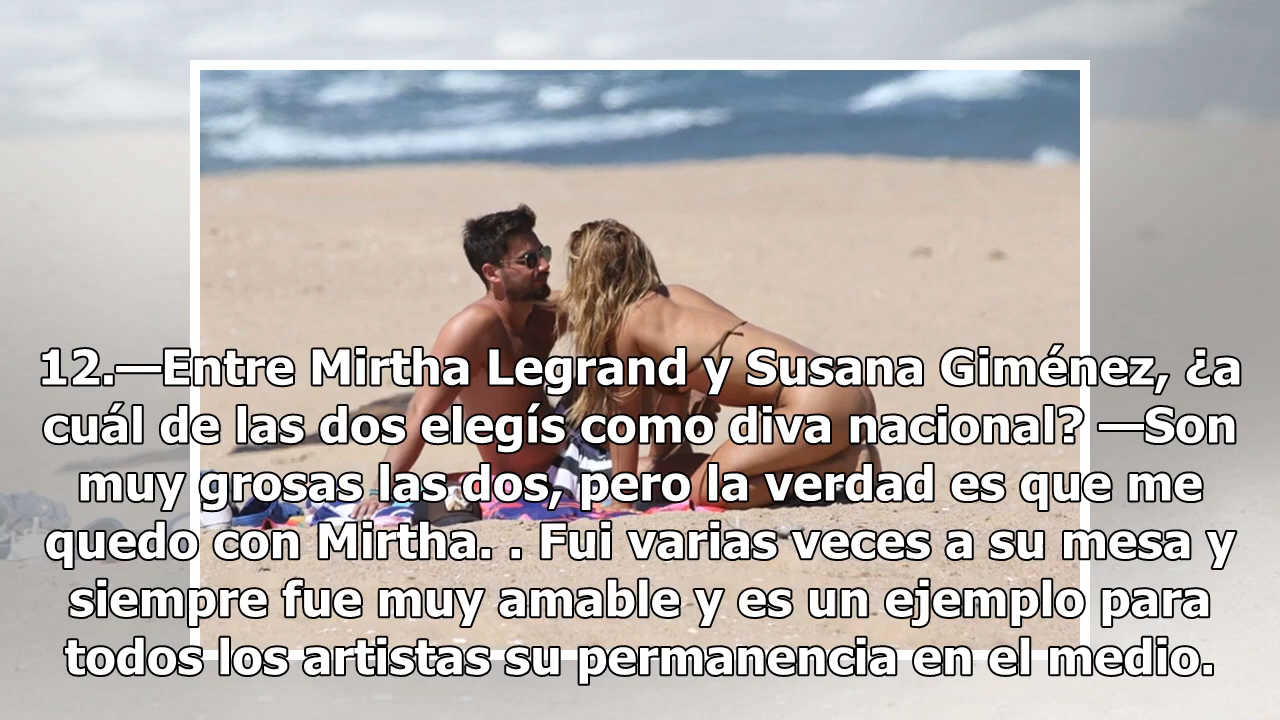 12.—Entre Mirtha Legrand y Susana Giménez, ¿a
cuál de las dos elegís como diva nacional? —Son
muy grosas las dos, pero la verdad es que me
quedo con Mirtha. . Fui varias veces a su mesa y
siempre fue muy amable y es un ejemplo para
todos los artistas su permanencia en el medio.